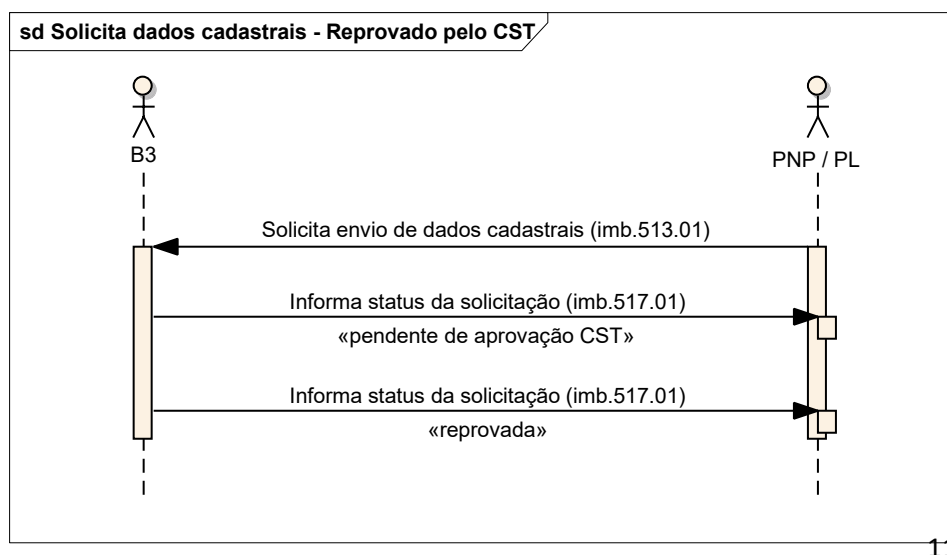 sd Solicita dados cadastrais - Reprovado pelo CST
B3
PNP / PL
Solicita envio de dados cadastrais (imb.513.01)
Informa status da solicitação (imb.517.01)
«pendente de aprovação CST»
Informa status da solicitação (imb.517.01)
«reprovada»